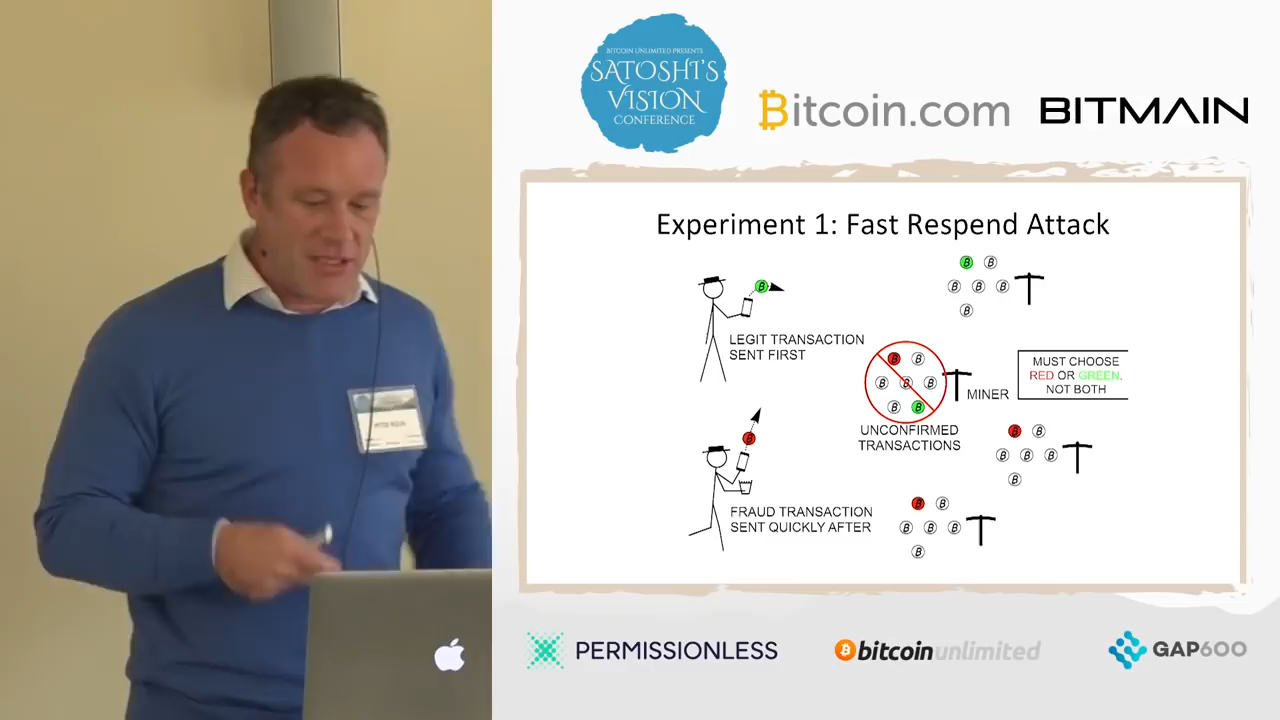 BITCOIN UNLIMITED PRESENTS
SATOSHI'S
VISION
CONFERENCE
Bitcoin.com
BITMAIN
Experiment 1: Fast Respend Attack
LEGIT TRANSACTION
SENT FIRST
MUST CHOOSE
RED OR GREEN.
NOT BOTH
MINER
UNCONFIRMED
TRANSACTIONS
FRAUD TRANSACTION
SENT QUICKLY AFTER
PERMISSIONLESS
bitcoinunlimited
GAP600